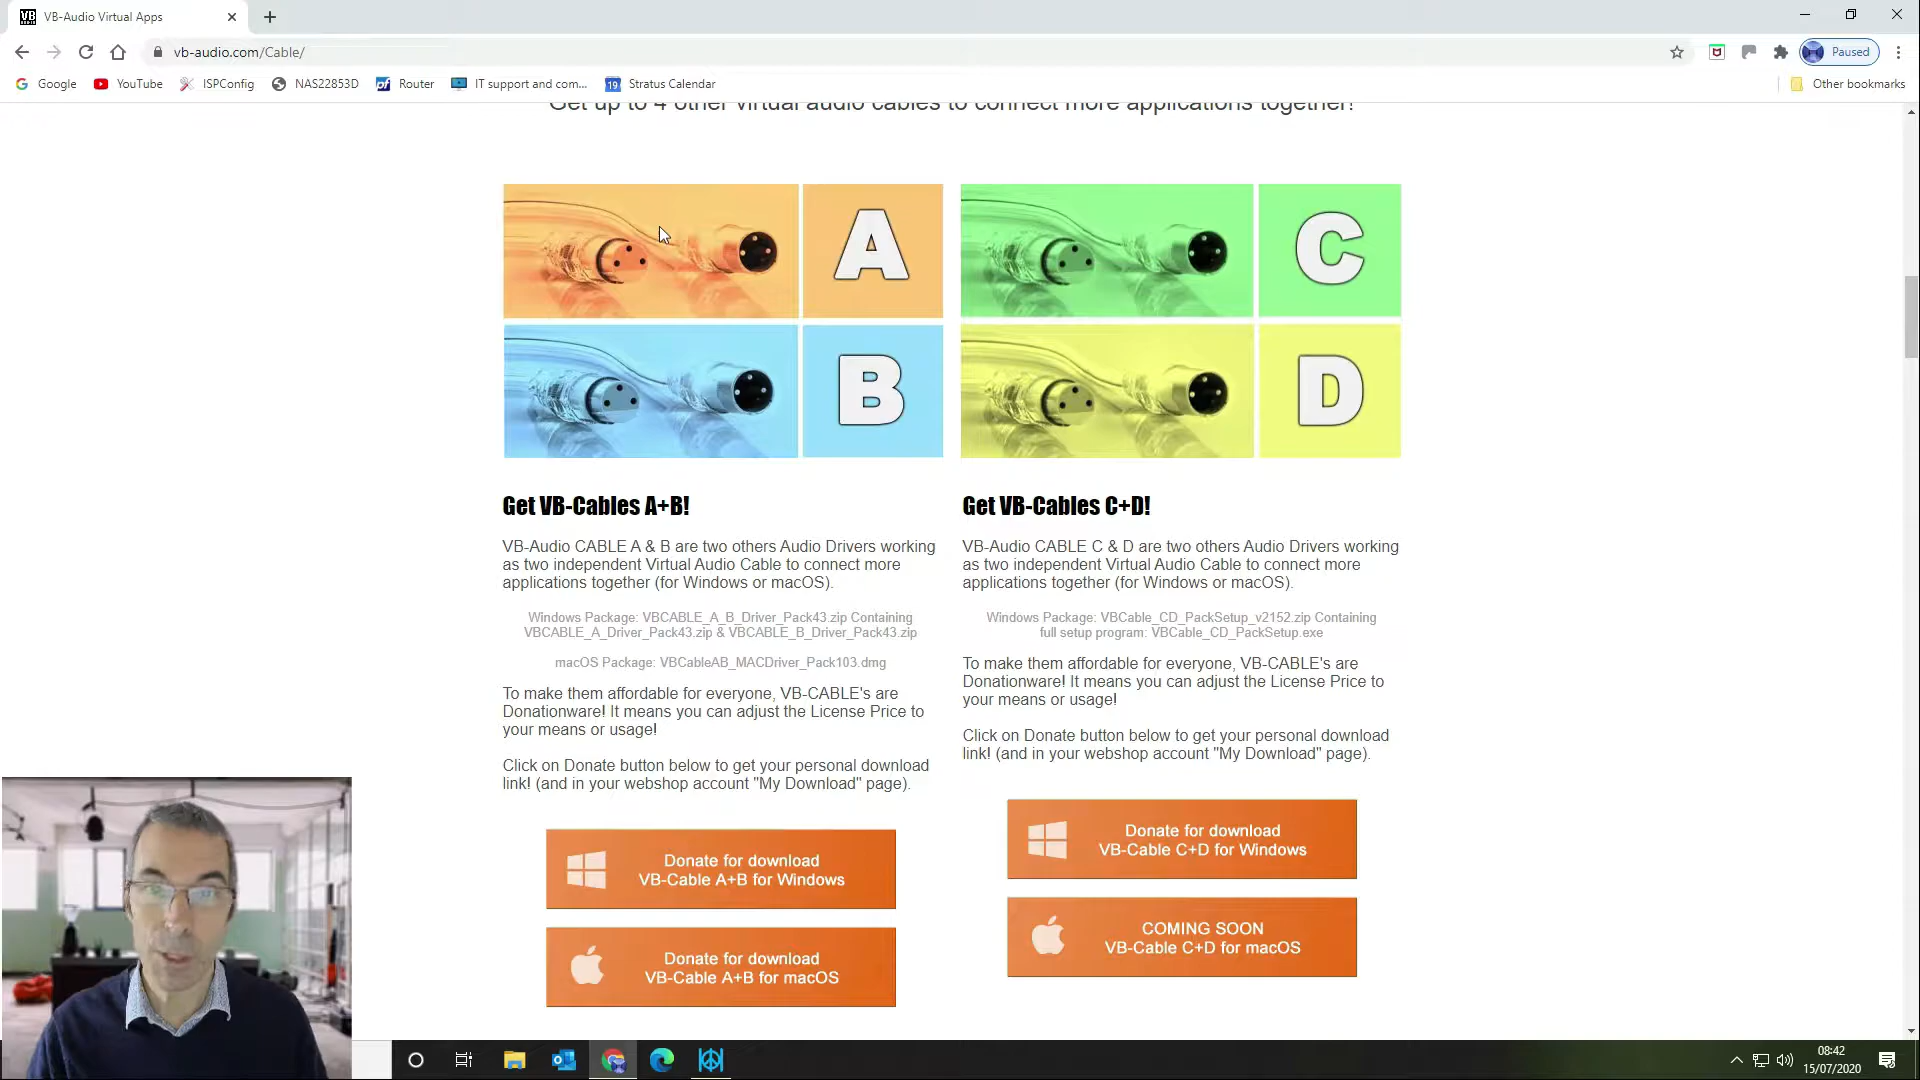 VB-Audio Virtual Apps
vb-audio.com/Cable/
Paused
Google
YouTube
ISPConfig
NAS22853D
Router
IT support and com...
19
Stratus Calendar
Other bookmarks
Get up to 4 other virtual audio cables to connect more applications together!
A
B
C
D
Get VB-Cables A+B!
VB-Audio CABLE A & B are two others Audio Drivers working
as two independent Virtual Audio Cable to connect more
applications together (for Windows or macOS).
Windows Package: VBCABLE_A_B_Driver_Pack43.zip Containing
VBCABLE_A_Driver_Pack43.zip & VBCABLE_B_Driver_Pack43.zip
macOS Package: VBCableAB_MACDriver_Pack103.dmg
To make them affordable for everyone, VB-CABLE's are
Donationware! It means you can adjust the License Price to
your means or usage!
Click on Donate button below to get your personal download
link! (and in your webshop account "My Download" page).
Donate for download
VB-Cable A+B for Windows
Donate for download
VB-Cable A+B for macOS
Get VB-Cables C+D!
VB-Audio CABLE C & D are two others Audio Drivers working
as two independent Virtual Audio Cable to connect more
applications together (for Windows or macOS).
Windows Package: VBCable_CD_PackSetup_v2152.zip Containing
full setup program: VBCable_CD_PackSetup.exe
To make them affordable for everyone, VB-CABLE's are
Donationware! It means you can adjust the License Price to
your means or usage!
Click on Donate button below to get your personal download
link! (and in your webshop account "My Download" page).
Donate for download
VB-Cable C+D for Windows
COMING SOON
VB-Cable C+D for macOS
08:42
15/07/2020